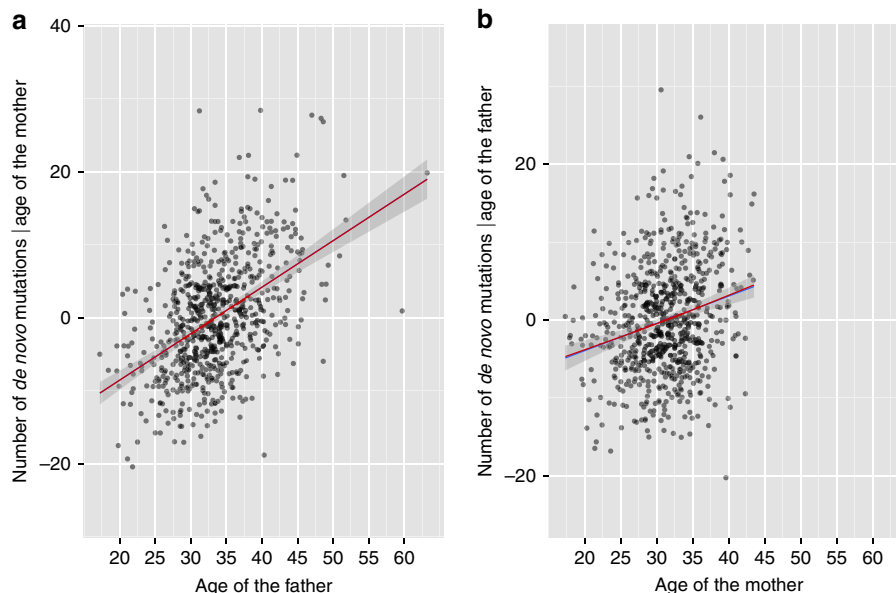 a
Number of de novo mutations | age of the mother
40
20
0
−20
20 25 30 35 40 45 50 55 60
Age of the father
b
Number of de novo mutations | age of the father
20
0
−20
20 25 30 35 40 45 50 55 60
Age of the mother